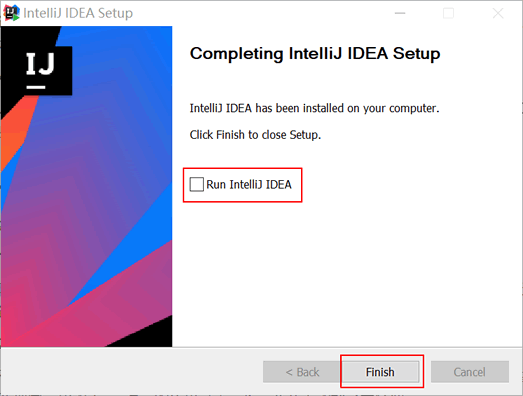 IntelliJ IDEA Setup
IJ
Completing IntelliJ IDEA Setup
IntelliJ IDEA has been installed on your computer.
Click Finish to close Setup.
Run IntelliJ IDEA
< Back
Finish
Cancel